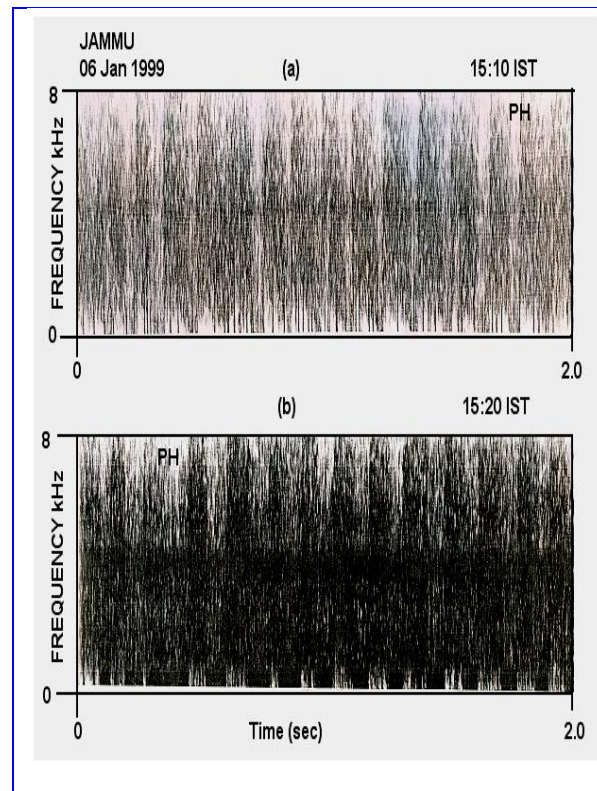 JAMMU
06 Jan 1999 (a) 15:10 IST
8
PH
FREQUENCY kHz
0
0 2.0
(b) 15:20 IST
8
PH
FREQUENCY kHz
0
0 Time (sec) 2.0